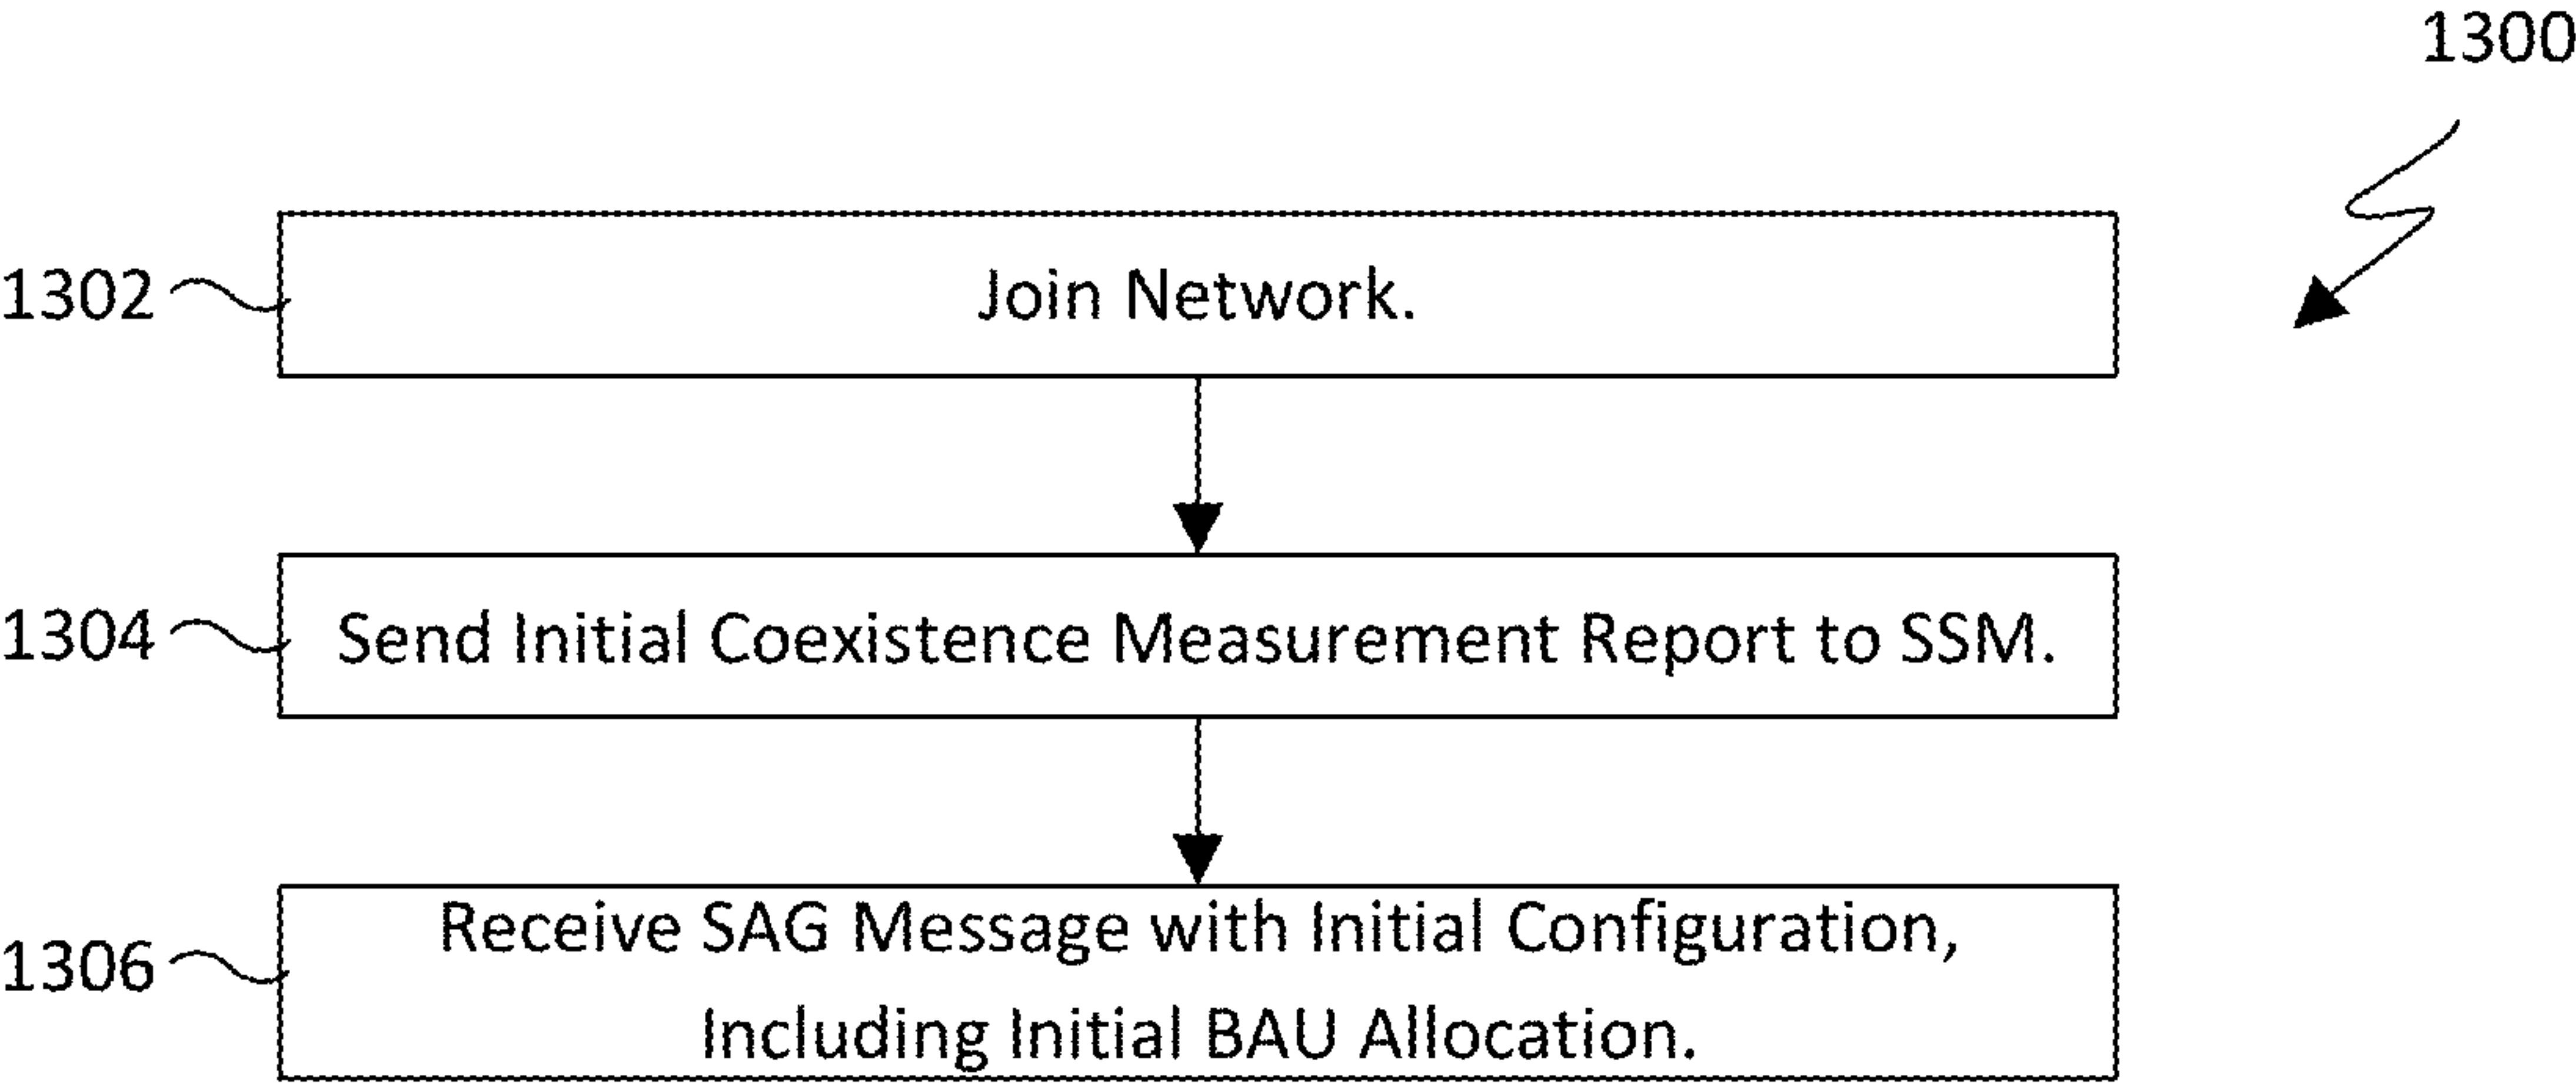 1300
1302
Join Network.
1304
Send Initial Coexistence Measurement Report to SSM.
1306
Receive SAG Message with Initial Configuration,
Including Initial BAU Allocation.